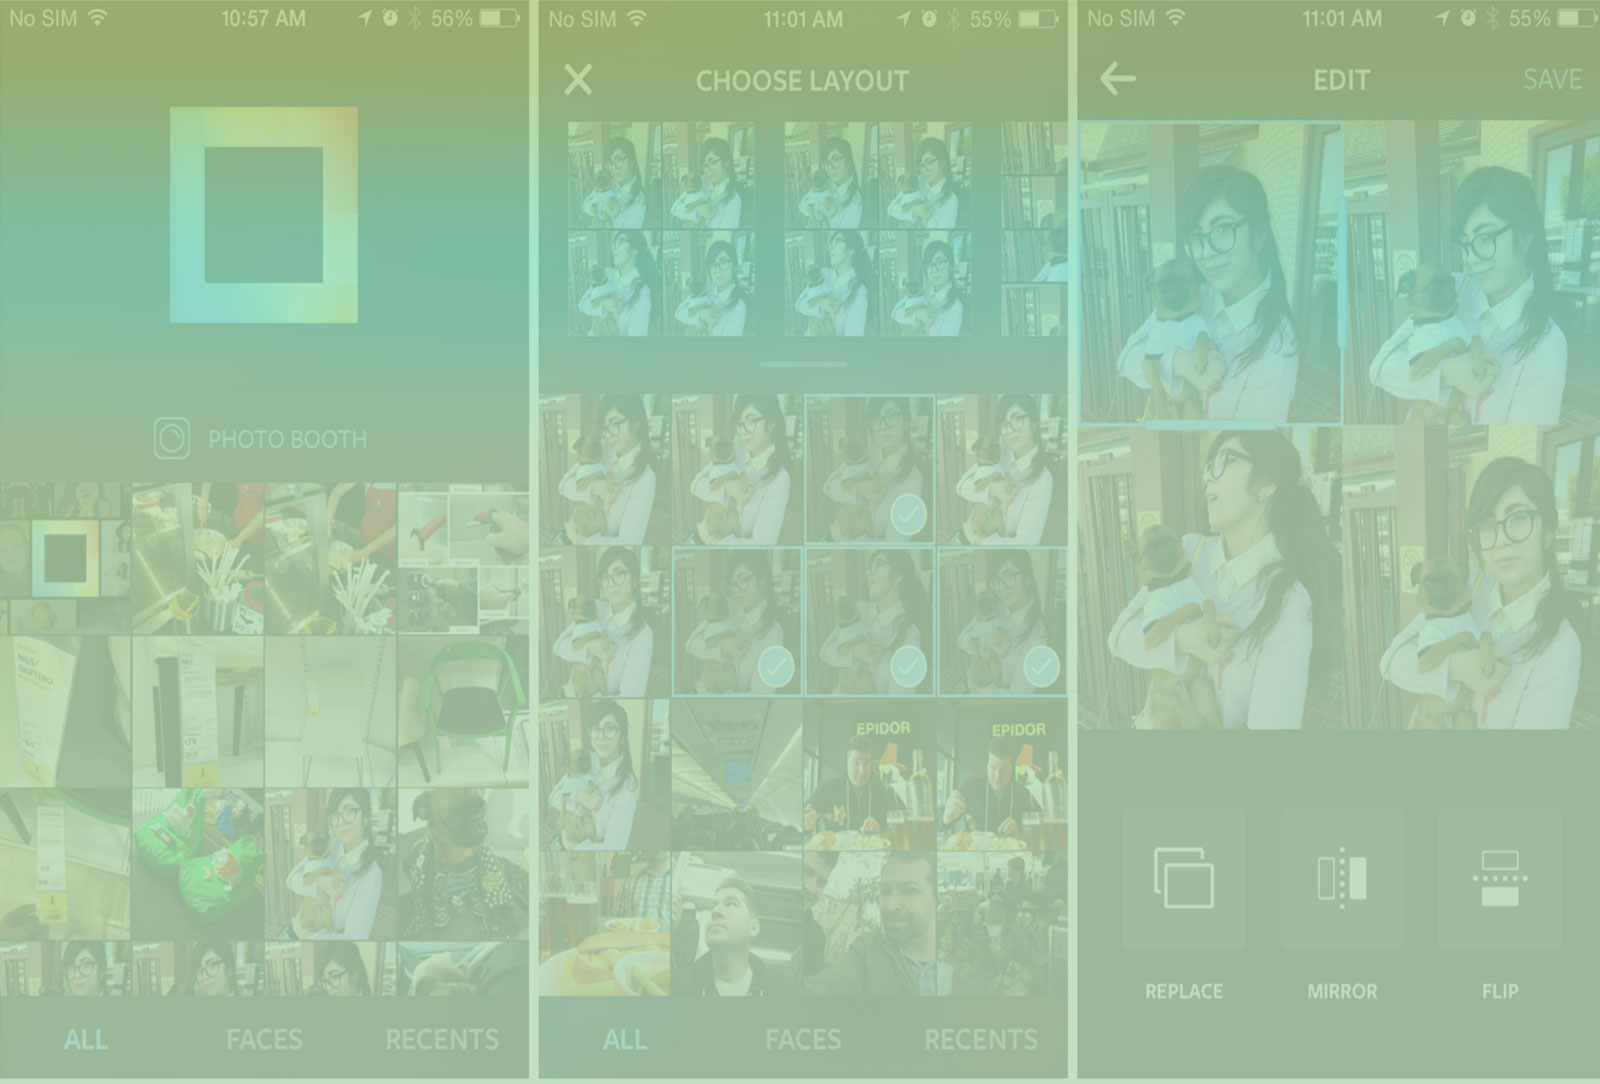 No SIM 10:57 AM 56%
PHOTO BOOTH
ALL FACES RECENTS
No SIM 11:01 AM 55%
CHOOSE LAYOUT
EPIDOR
EPIDOR
ALL FACES RECENTS
No SIM 11:01 AM 55%
EDIT SAVE
REPLACE MIRROR FLIP